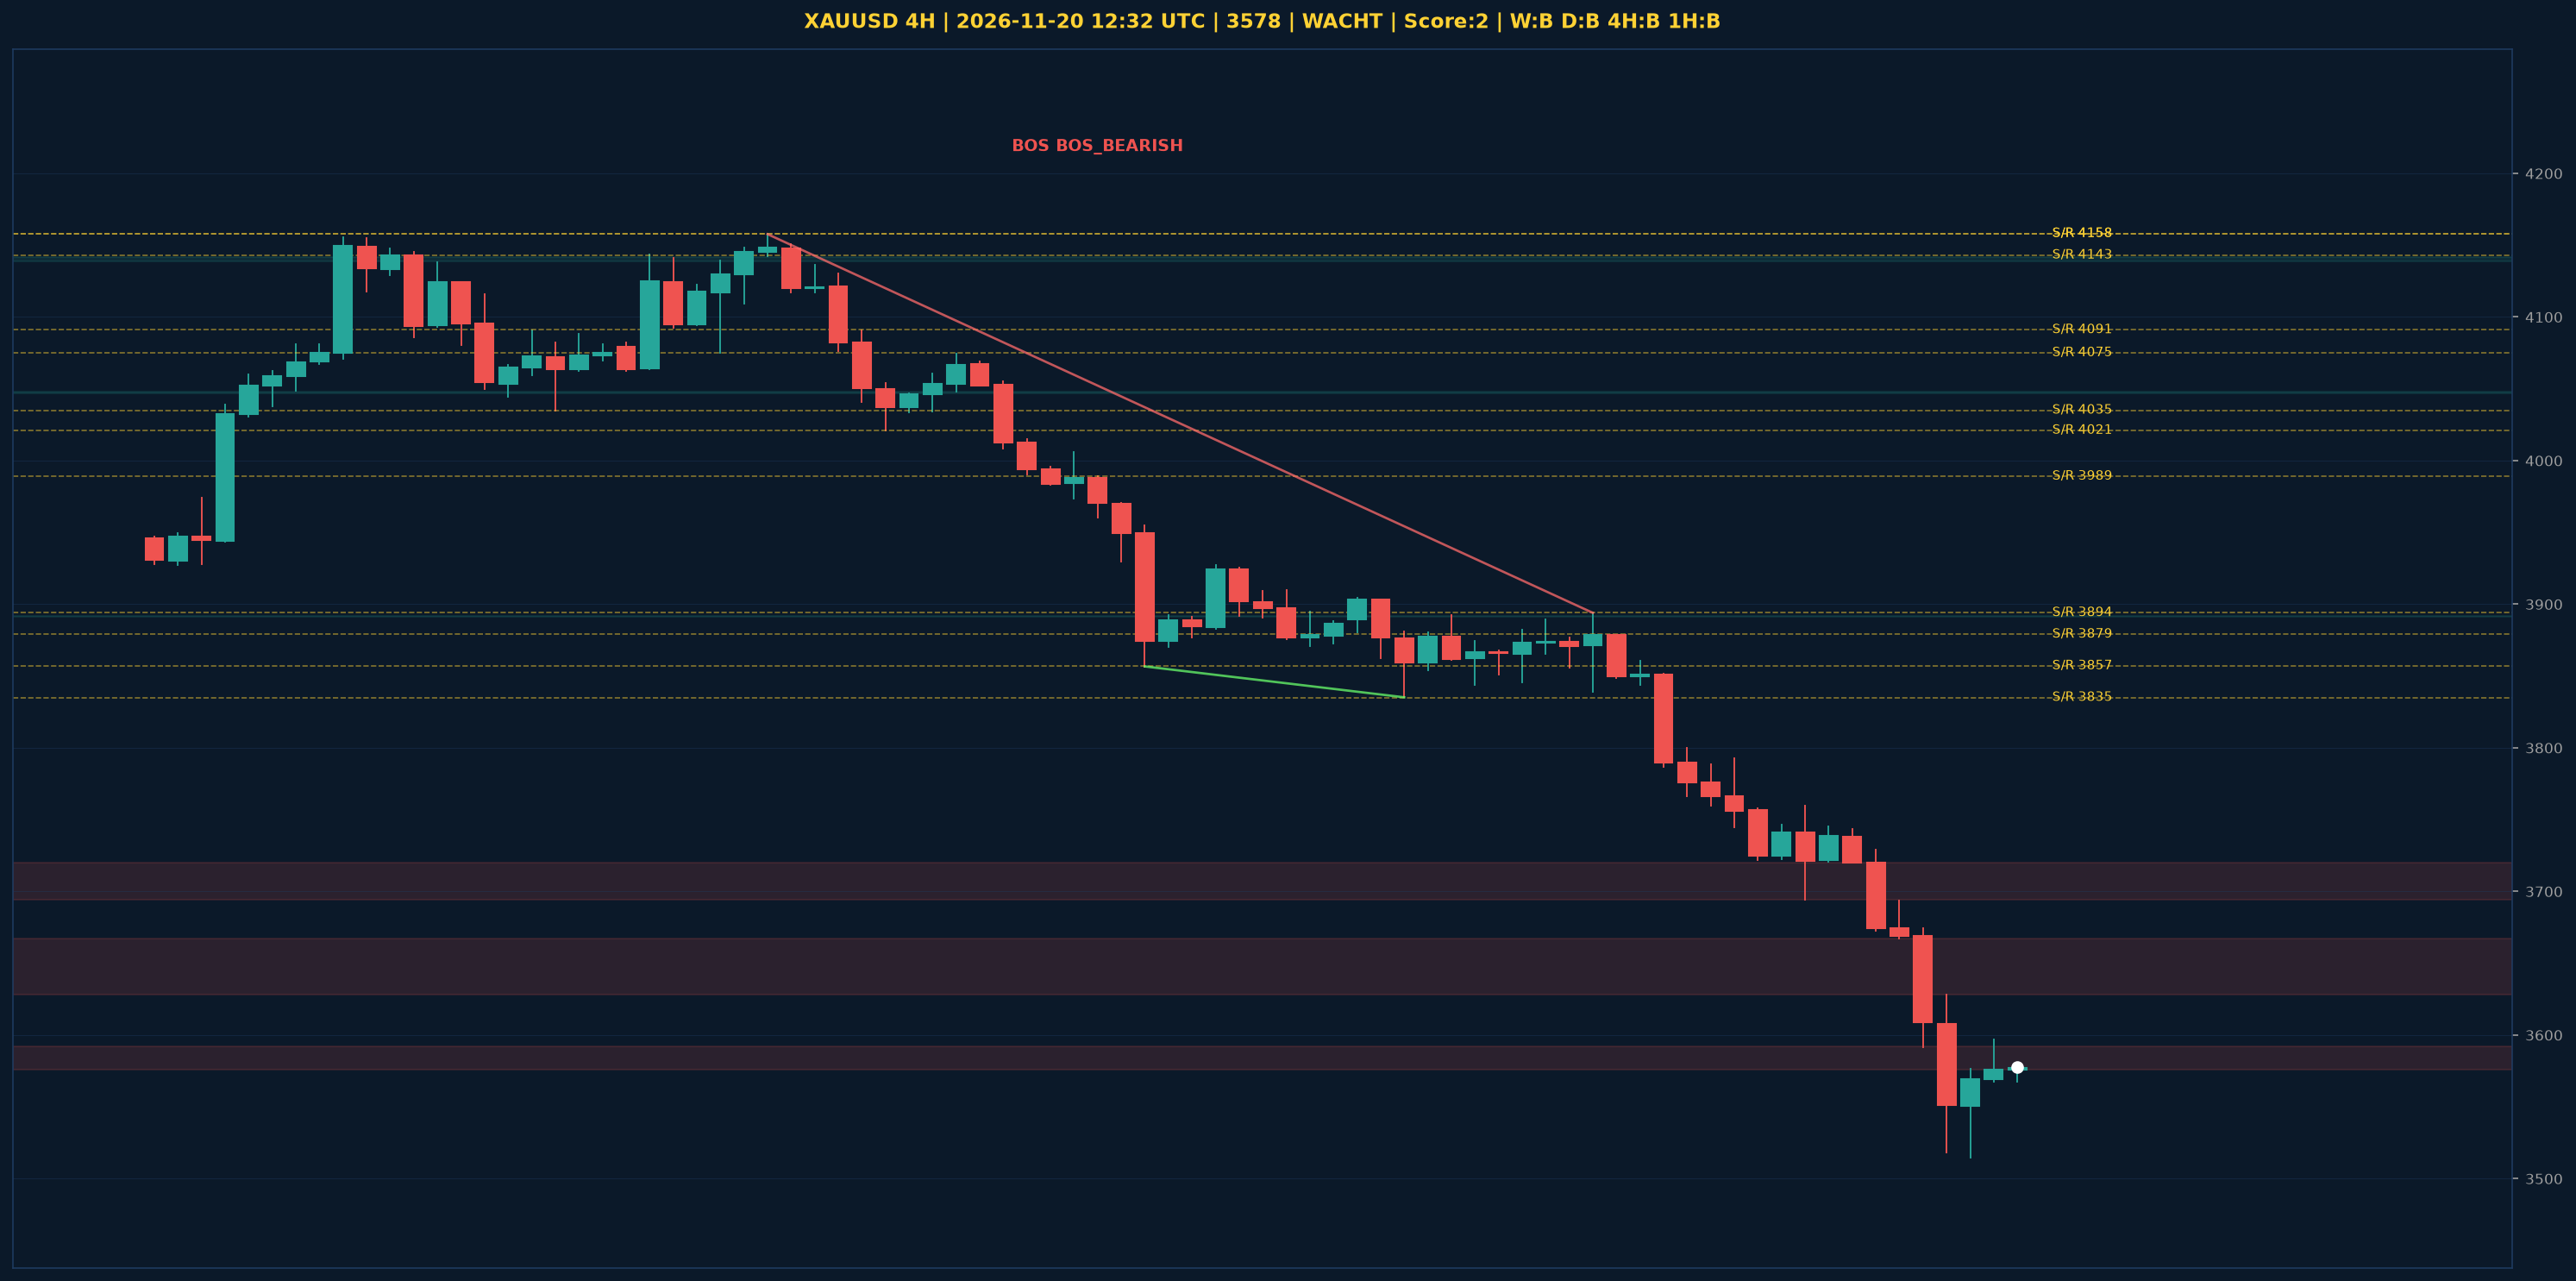 XAUUSD 4H | 2026-11-20 12:32 UTC | 3578 | WACHT | Score:2 | W:B D:B 4H:B 1H:B
BOS BOS_BEARISH
4200
S/R 4158
S/R 4143
4100
S/R 4091
S/R 4075
S/R 4035
S/R 4021
4000
S/R 3989
3900
S/R 3894
S/R 3879
S/R 3857
S/R 3835
3800
3700
3600
3500